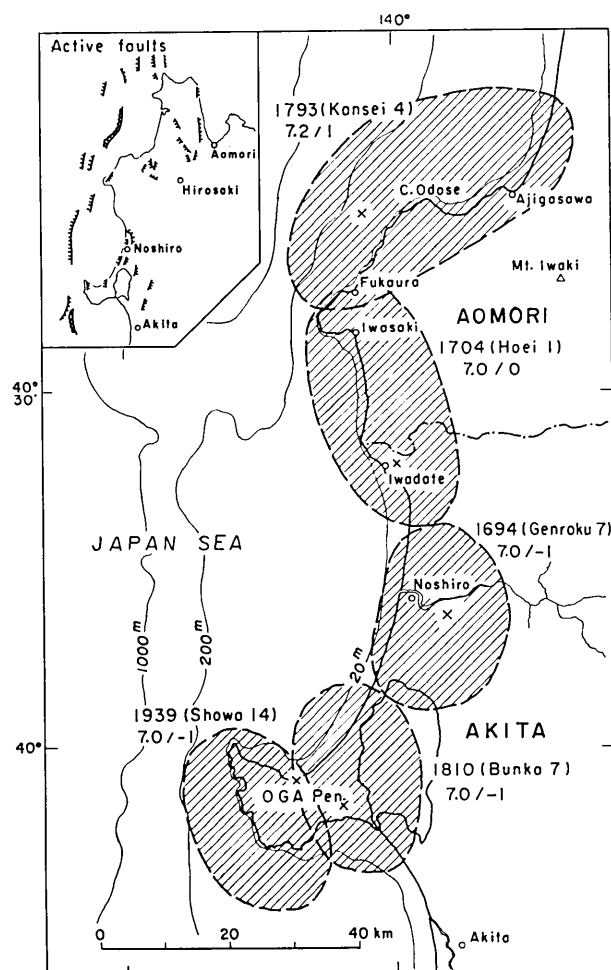 140°
Active faults
Aomori
Hirosaki
Noshiro
Akita
1793 (Kansei 4)
7.2/1
C. Odose
Ajigasawa
Mt. Iwaki
Fukaura
Iwasaki
AOMORI
1704 (Hoei 1)
7.0/0
40°
30'
Iwadate
JAPAN SEA
1694 (Genroku 7)
7.0/-1
Noshiro
1000m
200m
20m
1939 (Showa 14)
7.0/-1
AKITA
40°
1810 (Bunka 7)
7.0/-1
OGA Pen.
0 20 40 km
Akita